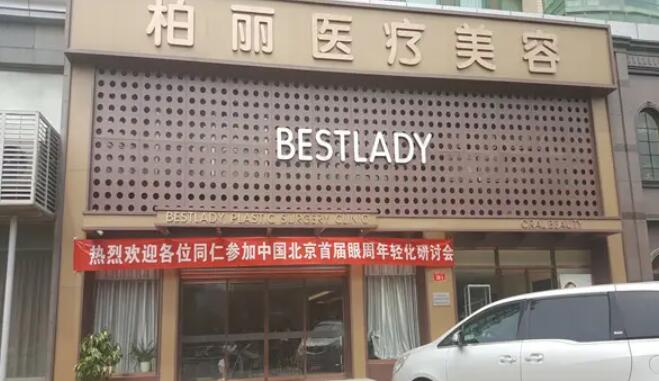 柏丽医疗美容
BESTLADY
BESTLADY PLASTIC SURGERY CLINIC
ORAL BEAUTY
热烈欢迎各位同仁参加中国北京首届眼周年轻化研讨会